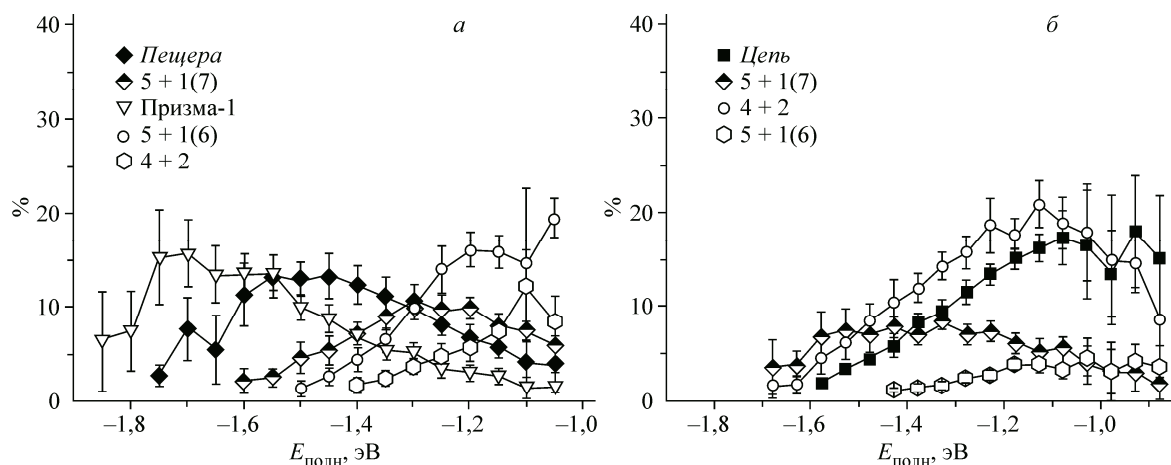 а
Пещера
5 + 1(7)
Призма-1
5 + 1(6)
4 + 2
%
40
30
20
10
0
–1,8
–1,6
–1,4
–1,2
–1,0
Eполн, эВ
б
Цепь
5 + 1(7)
4 + 2
5 + 1(6)
%
40
30
20
10
0
–1,8
–1,6
–1,4
–1,2
–1,0
Eполн, эВ